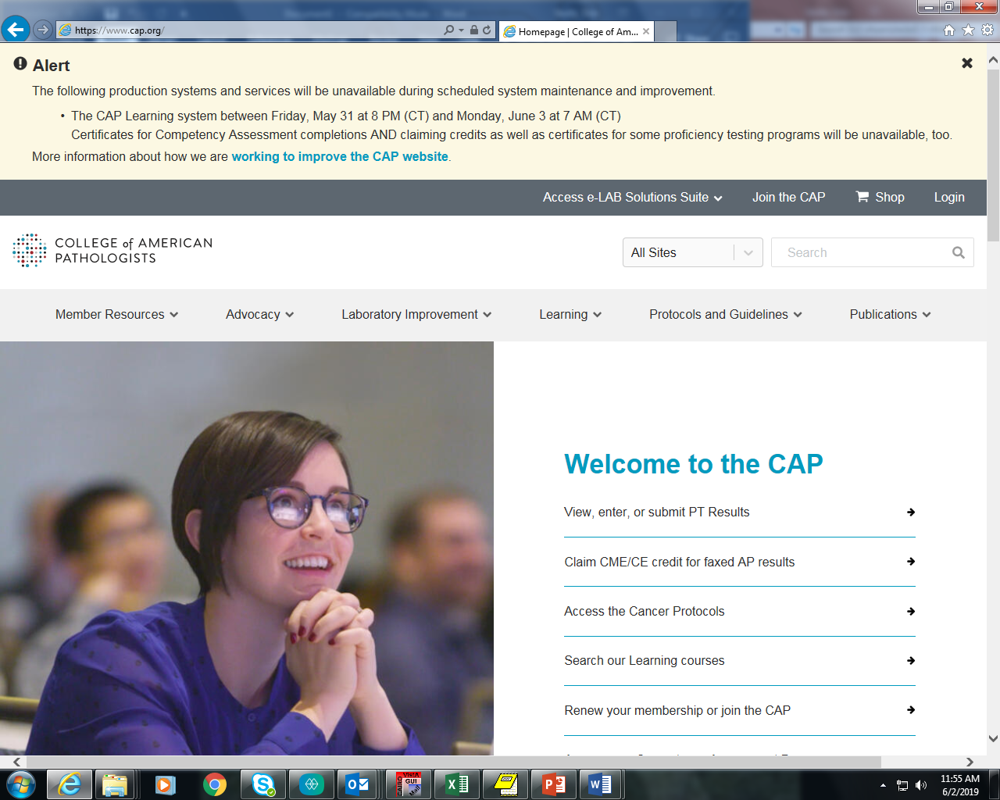 https://www.cap.org/
Homepage | College of Am...
Alert
The following production systems and services will be unavailable during scheduled system maintenance and improvement.
• The CAP Learning system between Friday, May 31 at 8 PM (CT) and Monday, June 3 at 7 AM (CT)
Certificates for Competency Assessment completions AND claiming credits as well as certificates for some proficiency testing programs will be unavailable, too.
More information about how we are working to improve the CAP website.
Access e-LAB Solutions Suite
Join the CAP
Shop
Login
COLLEGE of AMERICAN
PATHOLOGISTS
All Sites
Search
Member Resources
Advocacy
Laboratory Improvement
Learning
Protocols and Guidelines
Publications
Welcome to the CAP
View, enter, or submit PT Results
Claim CME/CE credit for faxed AP results
Access the Cancer Protocols
Search our Learning courses
Renew your membership or join the CAP
GUI
11:55 AM
6/2/2019